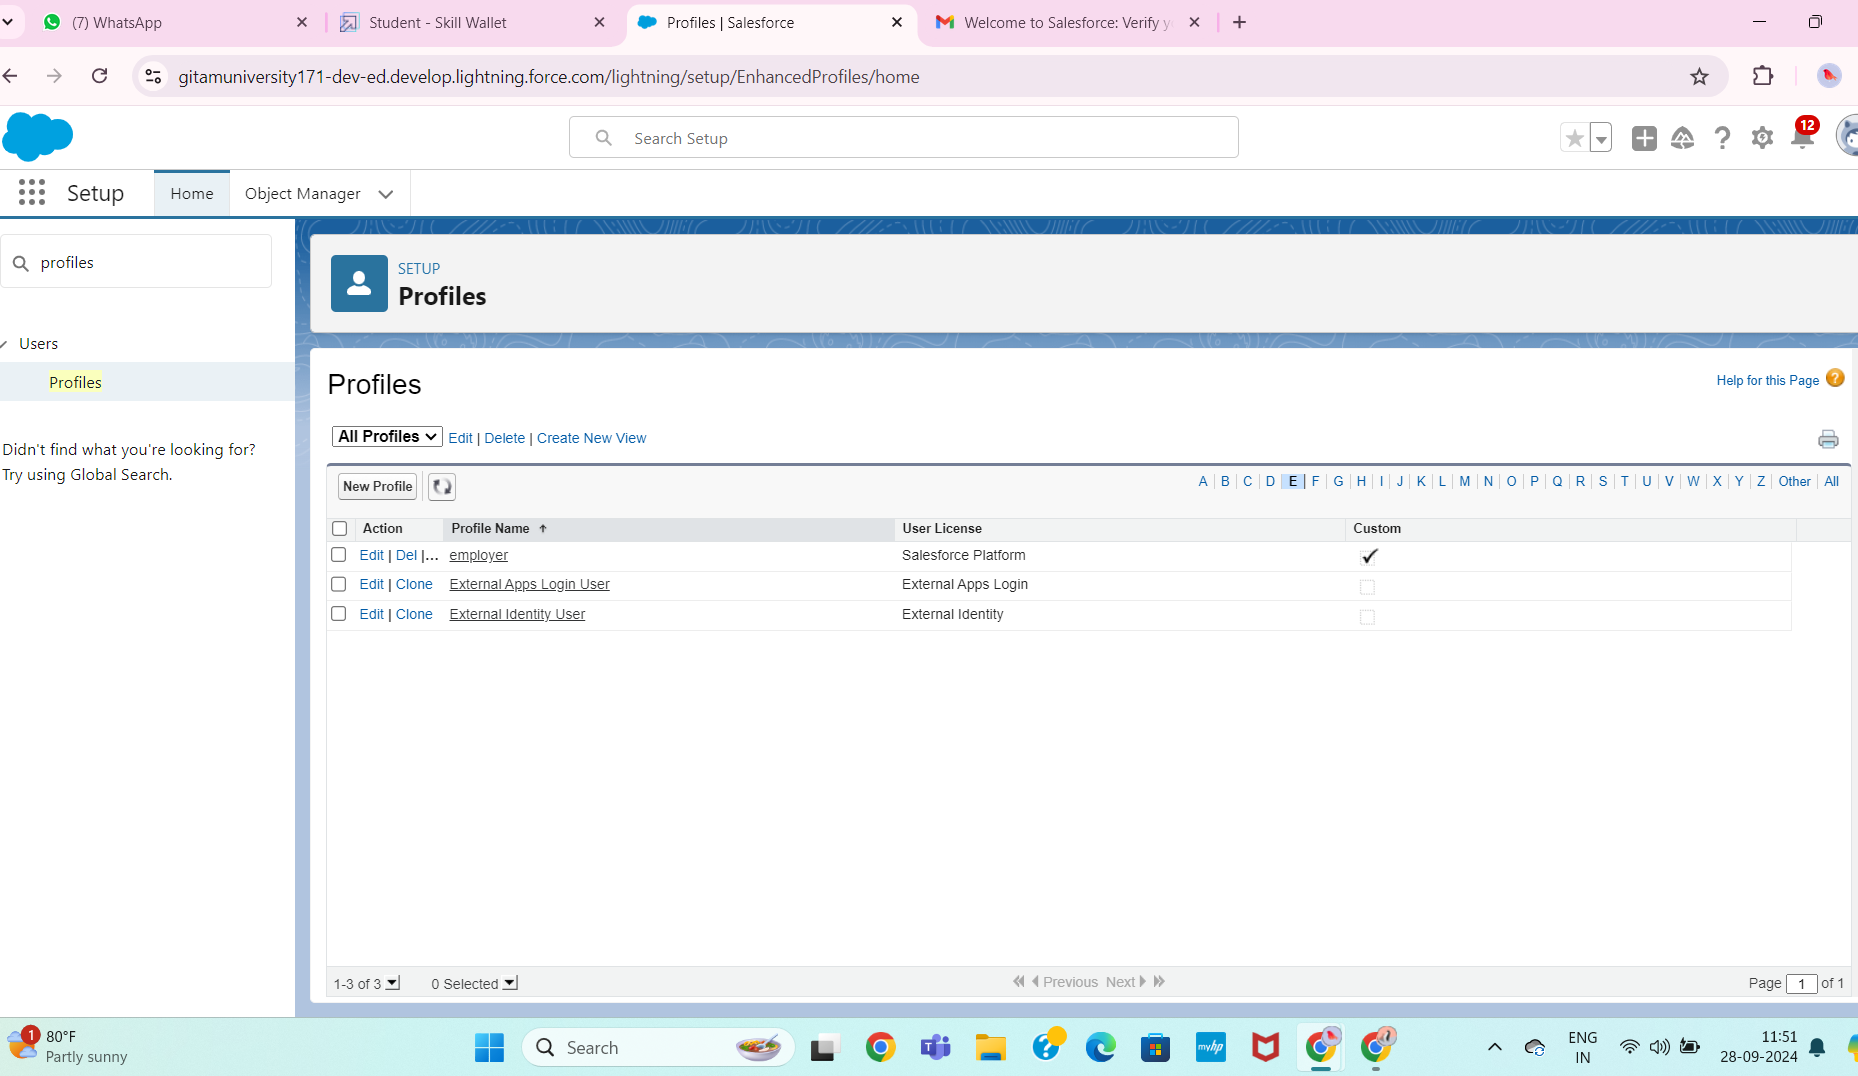 (7) WhatsApp
Student - Skill Wallet
Profiles | Salesforce
Welcome to Salesforce: Verify y
gitamuniversity171-dev-ed.develop.lightning.force.com/lightning/setup/EnhancedProfiles/home
Search Setup
12
Setup
Home
Object Manager
profiles
SETUP
Profiles
Users
Profiles
Didn't find what you're looking for?
Try using Global Search.
Profiles
Help for this Page ?
All Profiles Edit | Delete | Create New View
New Profile
A B C D E F G H I J K L M N O P Q R S T U V W X Y Z Other All
Action Profile Name User License Custom
Edit | Del |... employer Salesforce Platform
Edit | Clone External Apps Login User External Apps Login
Edit | Clone External Identity User External Identity
1-3 of 3 0 Selected Previous Next Page 1 of 1
1
80°F
Partly sunny
Search
myhp
ENG
IN
11:51
28-09-2024